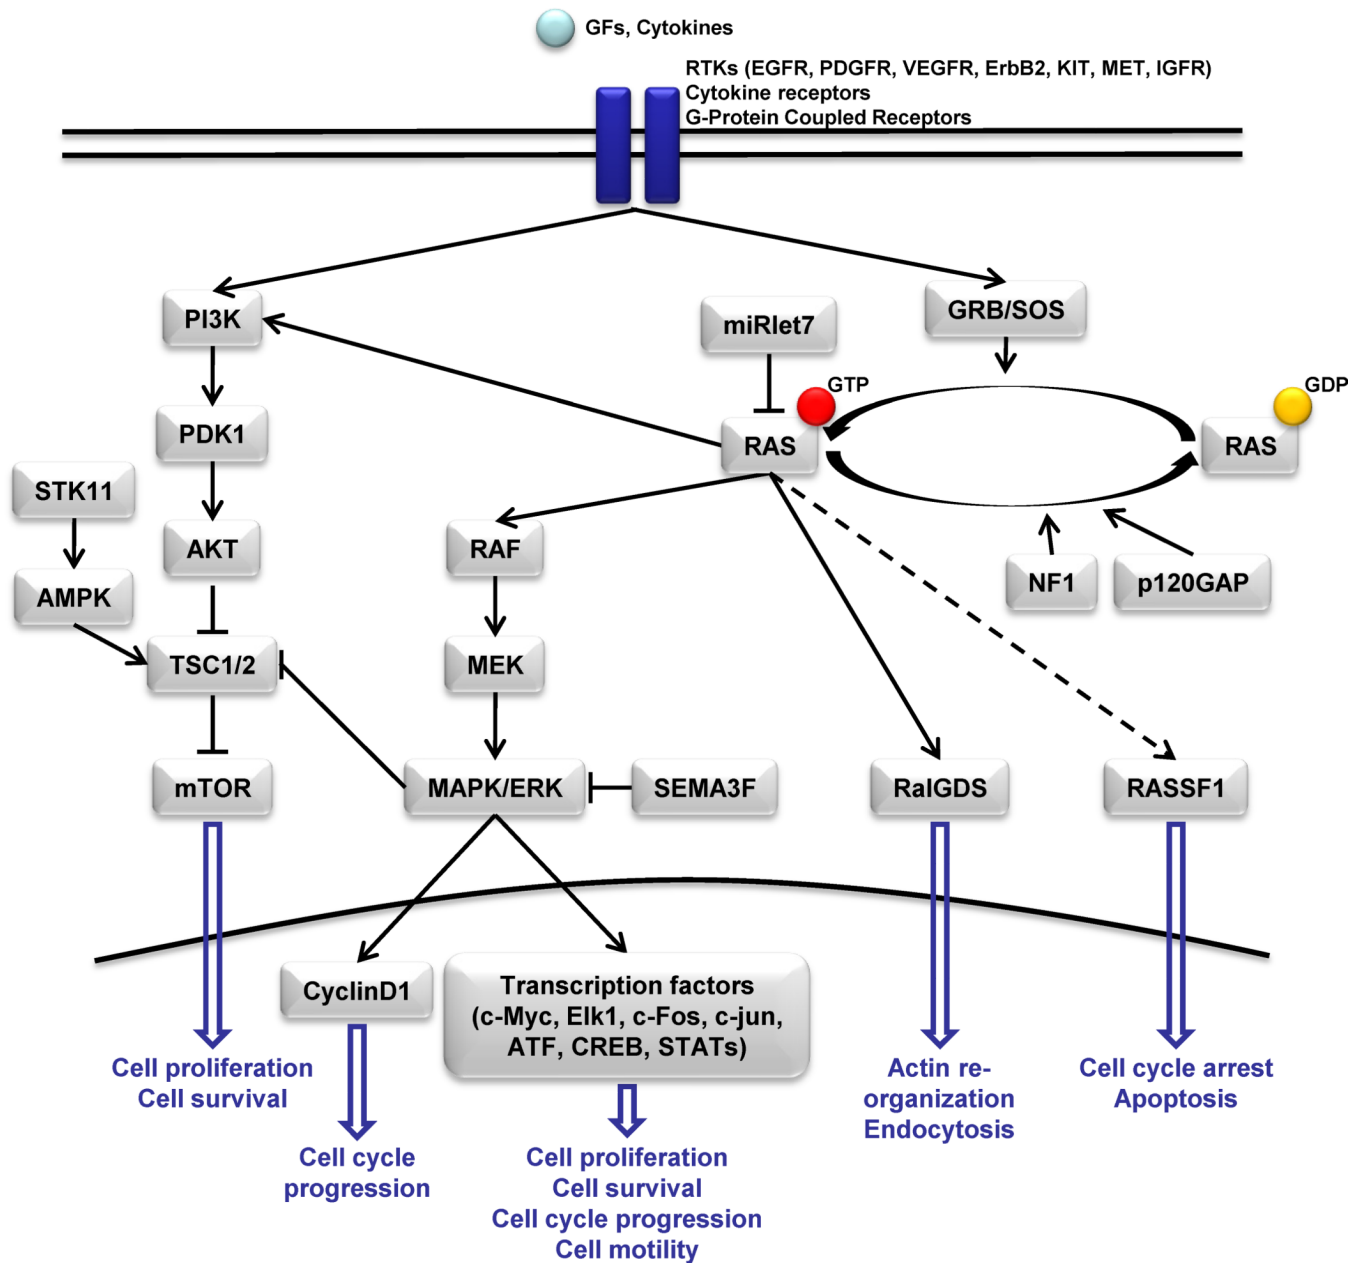 GFs, Cytokines
RTKs (EGFR, PDGFR, VEGFR, ErbB2, KIT, MET, IGFR)
Cytokine receptors
G-Protein Coupled Receptors
PI3K
miRlet7
GRB/SOS
GTP
GDP
PDK1
RAS
RAS
STK11
AKT
RAF
NF1
p120GAP
AMPK
TSC1/2
MEK
mTOR
MAPK/ERK
SEMA3F
RalGDS
RASSF1
CyclinD1
Transcription factors
(c-Myc, Elk1, c-Fos, c-jun,
ATF, CREB, STATs)
Cell proliferation
Cell survival
Actin re-
organization
Endocytosis
Cell cycle arrest
Apoptosis
Cell cycle
progression
Cell proliferation
Cell survival
Cell cycle progression
Cell motility